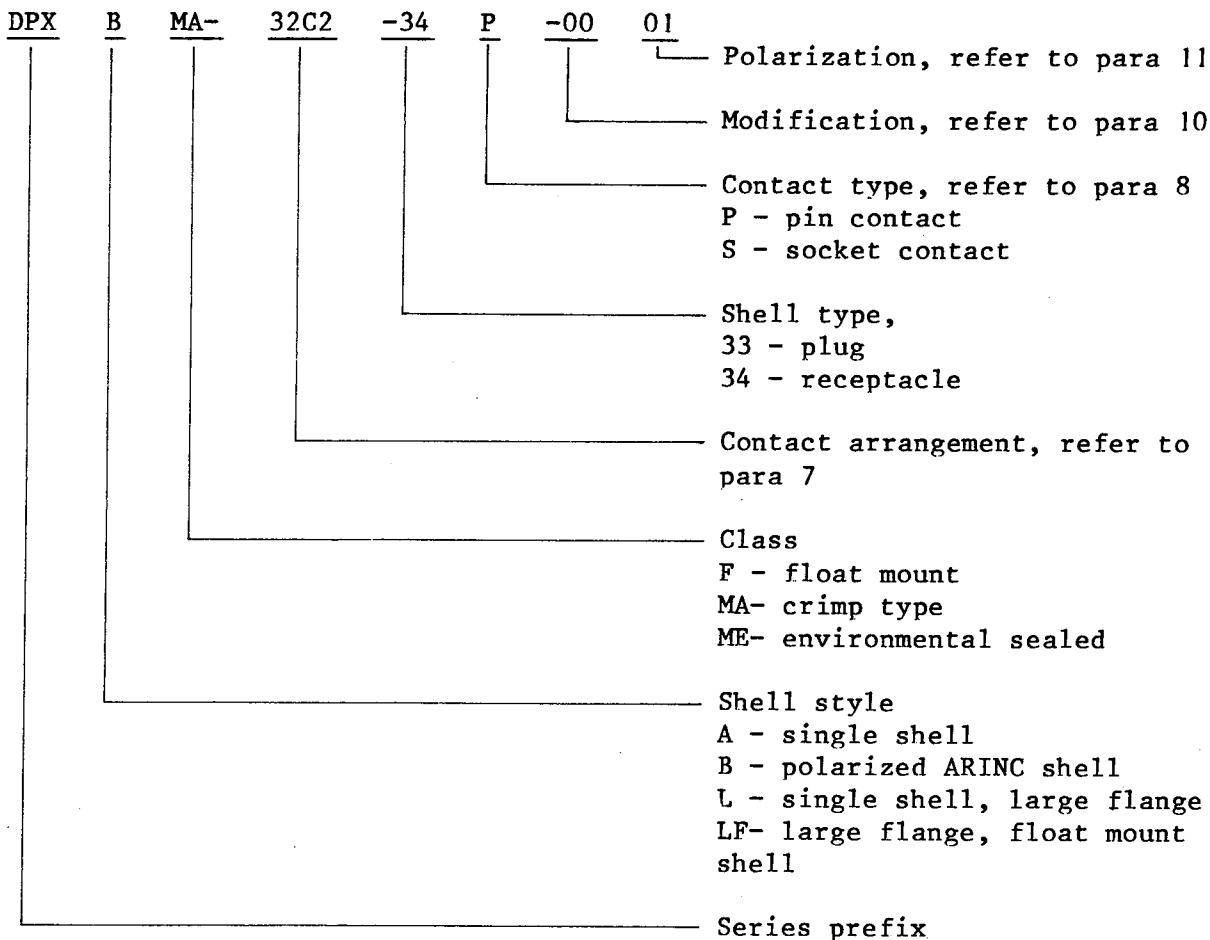 DPX B MA- 32C2 -34 P -00 01
Polarization, refer to para 11
Modification, refer to para 10
Contact type, refer to para 8
P - pin contact
S - socket contact
Shell type,
33 - plug
34 - receptacle
Contact arrangement, refer to
para 7
Class
F - float mount
MA- crimp type
ME- environmental sealed
Shell style
A - single shell
B - polarized ARINC shell
L - single shell, large flange
LF- large flange, float mount
shell
Series prefix